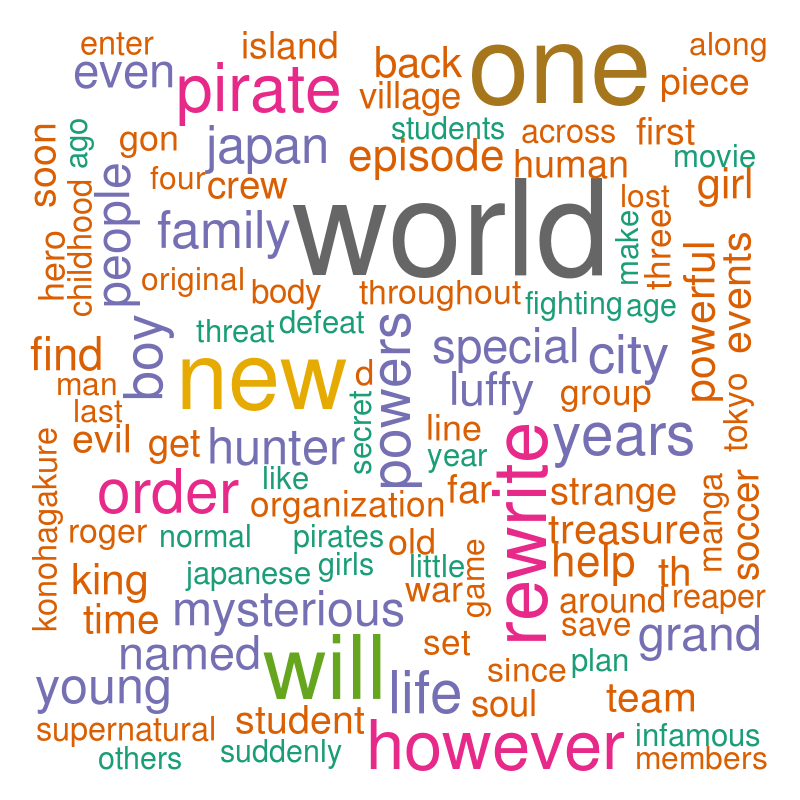 enter
island
back
one
along
even
pirate
village
piece
soon
ago
gon
japan
students
across
first
episode
human
movie
childhood
people
four
crew
world
lost
girl
hero
family
make
three
powerful
events
original
body
throughout
fighting
age
find
boy
threat
defeat
powers
special
city
man
new
d
luffy
group
tokyo
last
secret
evil
get
hunter
line
year
rewrite
years
konohagakure
order
like
organization
far
strange
manga
soccer
roger
normal
pirates
old
treasure
japanese
girls
little
game
help
th
king
war
around
reaper
time
mysterious
save
grand
named
will
set
since
plan
young
life
soul
team
supernatural
student
however
infamous
others
suddenly
members